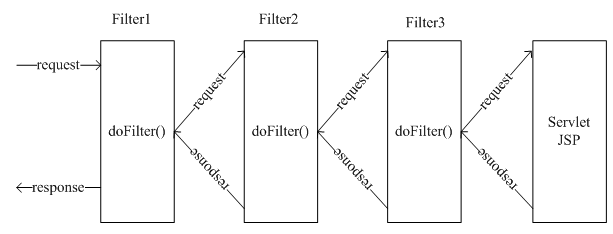 Filter1
Filter2
Filter3
request
request
request
request
doFilter()
doFilter()
doFilter()
Servlet
JSP
response
response
response
response